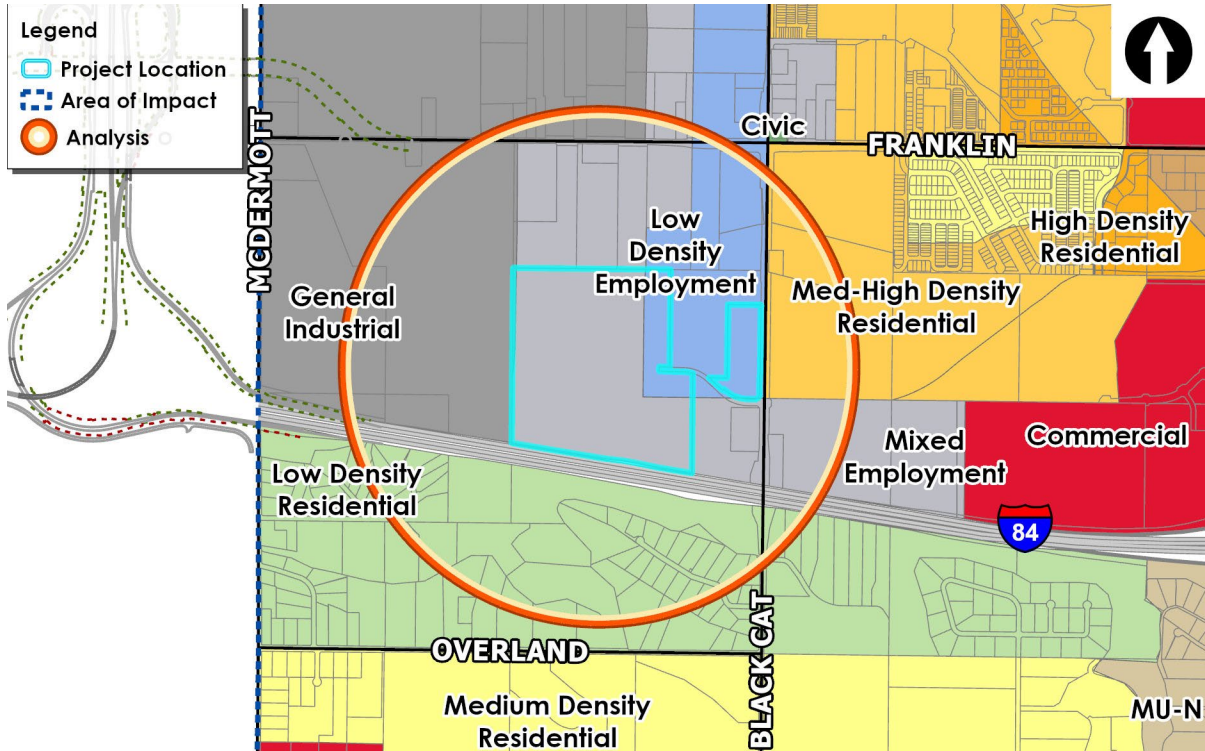 Legend
Project Location
Area of Impact
Analysis
MCDERMOTT
Civic
FRANKLIN
Low
Density
Employment
High Density
Residential
General
Industrial
Med-High Density
Residential
Low Density
Residential
Mixed
Employment
Commercial
84
BLACK CAT
OVERLAND
Medium Density
Residential
MU-N